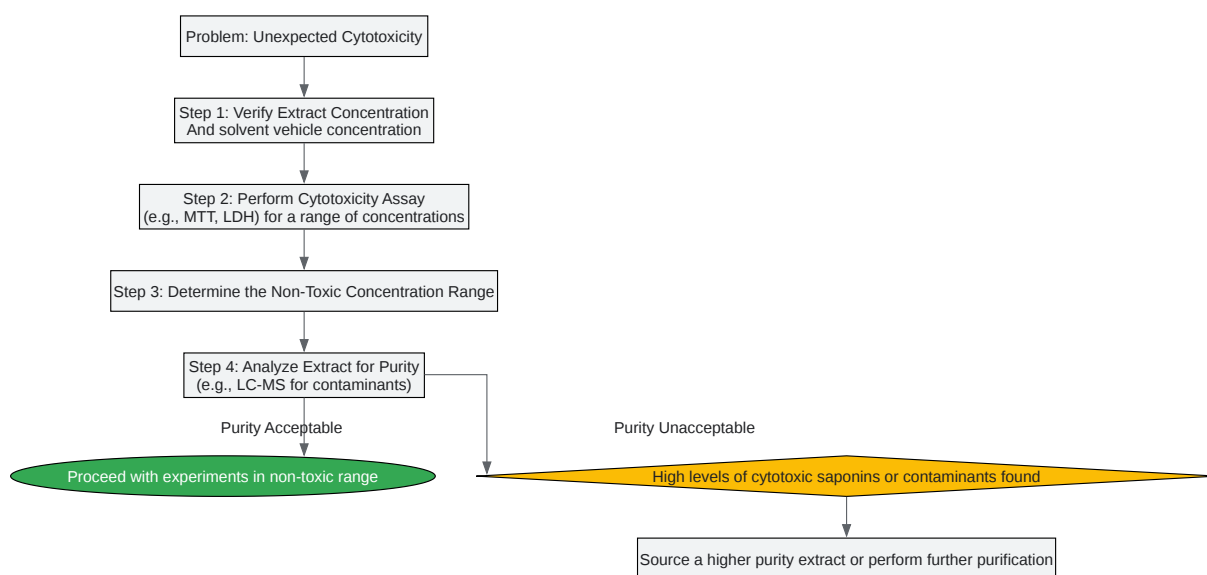 Problem: Unexpected Cytotoxicity
Step 1: Verify Extract Concentration
And solvent vehicle concentration
Step 2: Perform Cytotoxicity Assay
(e.g., MTT, LDH) for a range of concentrations
Step 3: Determine the Non-Toxic Concentration Range
Step 4: Analyze Extract for Purity
(e.g., LC-MS for contaminants)
Purity Acceptable
Purity Unacceptable
Proceed with experiments in non-toxic range
High levels of cytotoxic saponins or contaminants found
Source a higher purity extract or perform further purification